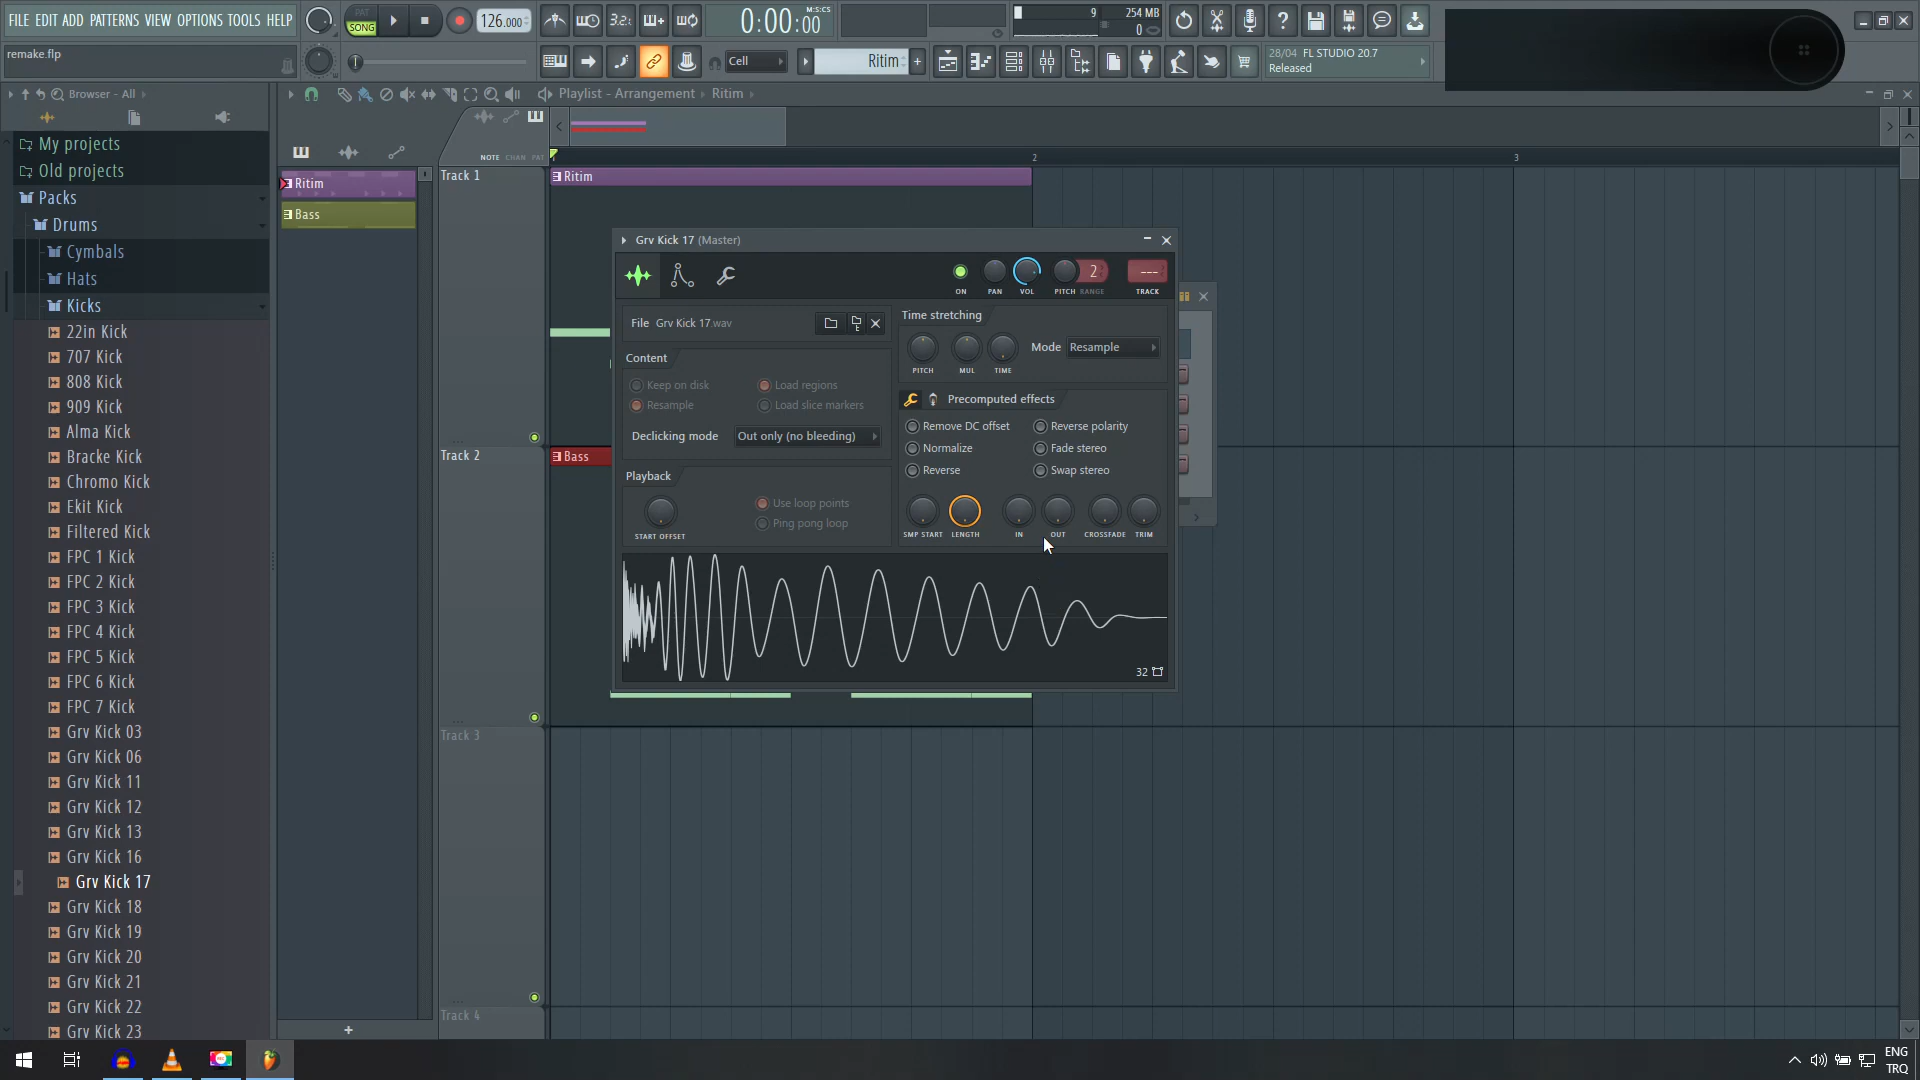 FILE EDIT ADD PATTERNS VIEW OPTIONS TOOLS HELP
PAT
SONG
126.000
3.2
M:S:CS
0:00:00
9
254 MB
0
remake.flp
Cell
Ritim
28/04 FL STUDIO 20.7
Released
Browser - All
Playlist - Arrangement
Ritim
My projects
Old projects
Packs
Drums
Cymbals
Hats
Kicks
22in Kick
707 Kick
808 Kick
909 Kick
Alma Kick
Bracke Kick
Chromo Kick
Ekit Kick
Filtered Kick
FPC 1 Kick
FPC 2 Kick
FPC 3 Kick
FPC 4 Kick
FPC 5 Kick
FPC 6 Kick
FPC 7 Kick
Grv Kick 03
Grv Kick 06
Grv Kick 11
Grv Kick 12
Grv Kick 13
Grv Kick 16
Grv Kick 17
Grv Kick 18
Grv Kick 19
Grv Kick 20
Grv Kick 21
Grv Kick 22
Grv Kick 23
Ritim
Bass
NOTE CHAN PAT
2
3
Track 1
Ritim
Track 2
Bass
Track 3
Track 4
Grv Kick 17 (Master)
2
---
ON PAN VOL PITCH RANGE TRACK
File Grv Kick 17.wav
Content
Keep on disk
Load regions
Resample
Load slice markers
Declicking mode
Out only (no bleeding)
Playback
Use loop points
Ping pong loop
START OFFSET
Time stretching
Mode Resample
PITCH MUL TIME
Precomputed effects
Remove DC offset
Reverse polarity
Normalize
Fade stereo
Reverse
Swap stereo
SMP START LENGTH IN OUT CROSSFADE TRIM
32
ENG
TRQ